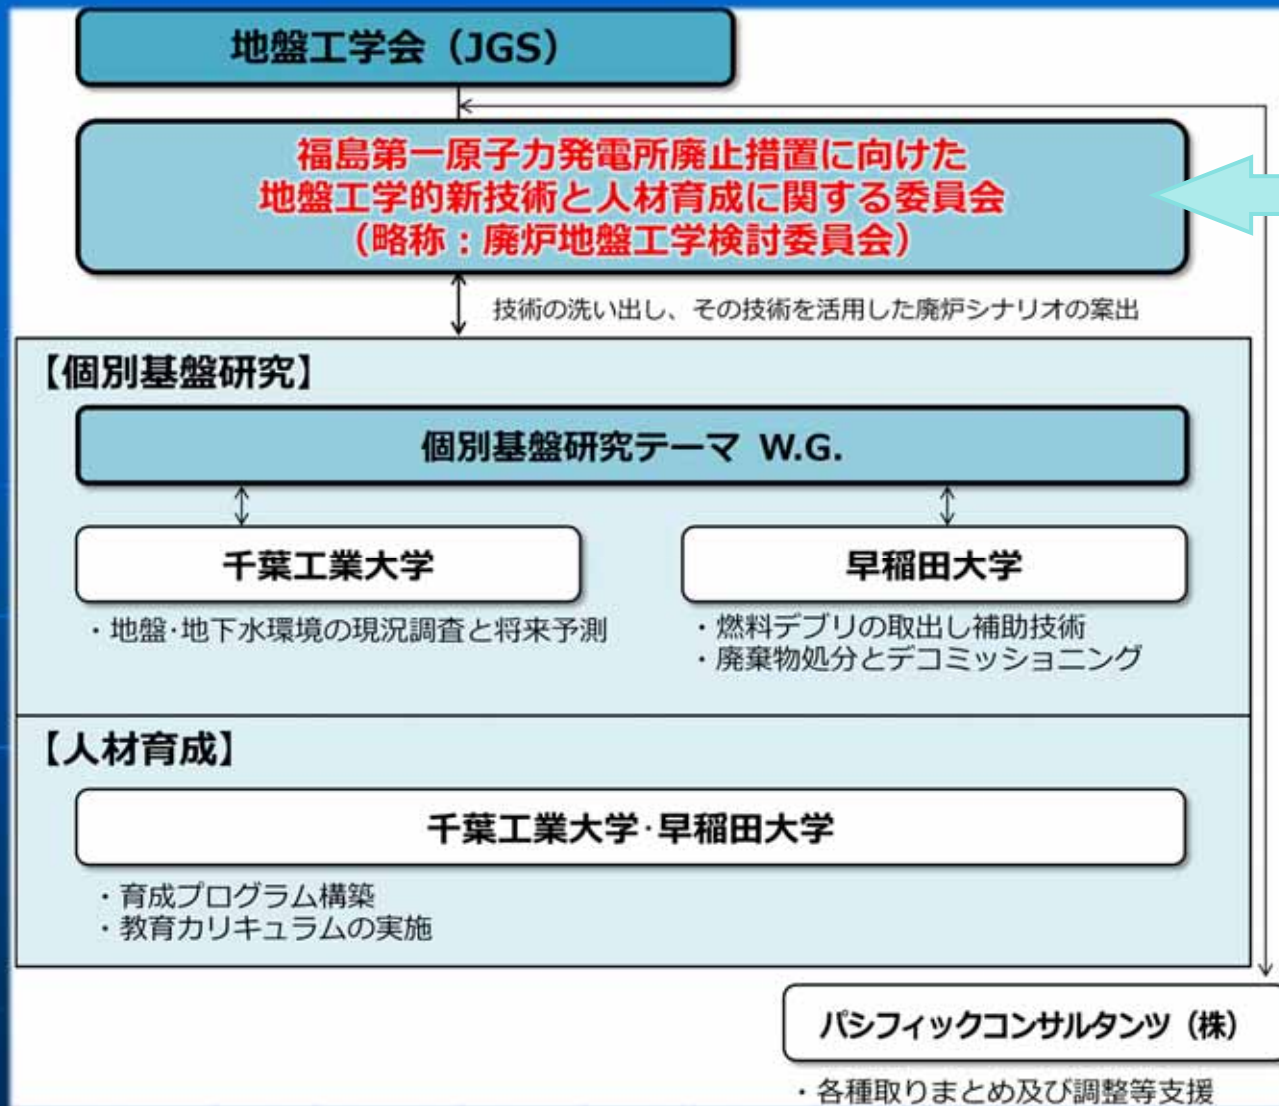 地盤工学会（JGS）
福島第一原子力発電所廃止措置に向けた
地盤工学的新技術と人材育成に関する委員会
（略称：廃炉地盤工学検討委員会）
技術の洗い出し、その技術を活用した廃炉シナリオの案出
【個別基盤研究】
個別基盤研究テーマ W.G.
千葉工業大学
・地盤･地下水環境の現況調査と将来予測
早稲田大学
・燃料デブリの取出し補助技術
・廃棄物処分とデコミッショニング
【人材育成】
千葉工業大学･早稲田大学
・育成プログラム構築
・教育カリキュラムの実施
パシフィックコンサルタンツ（株）
・各種取りまとめ及び調整等支援